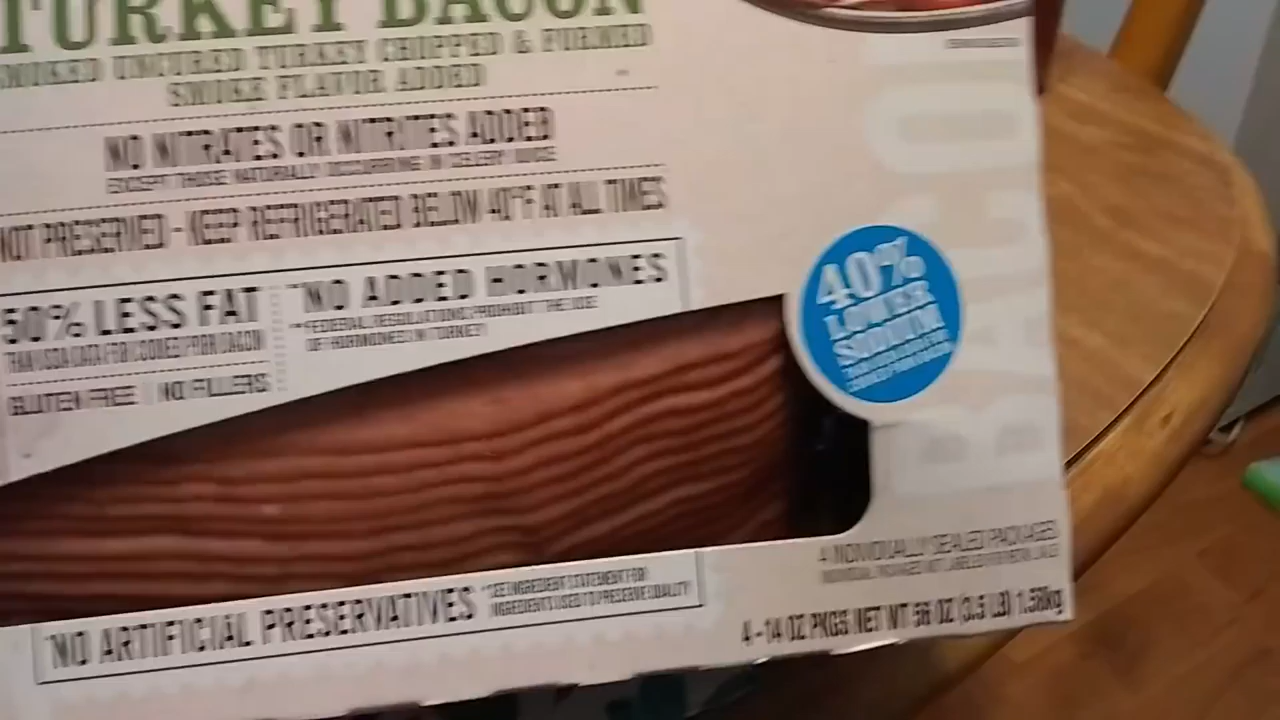 TURKEY BACON
SMOKED UNCURED TURKEY CHOPPED & FORMED
SMOKE FLAVOR ADDED
NO NITRATES OR NITRITES ADDED
EXCEPT THOSE NATURALLY OCCURRING IN CELERY JUICE
NOT PRESERVED - KEEP REFRIGERATED BELOW 40°F AT ALL TIMES
50% LESS FAT
THAN USDA DATA FOR COOKED PORK BACON
GLUTEN FREE | NO FILLERS
**NO ADDED HORMONES
**FEDERAL REGULATIONS PROHIBIT THE USE
OF HORMONES IN TURKEY
40%
LOWER
SODIUM
BACON
*NO ARTIFICIAL PRESERVATIVES
*SEE INGREDIENT STATEMENT FOR
INGREDIENTS USED TO PRESERVE QUALITY
4 INDIVIDUALLY SEALED PACKAGES
4-14 OZ PKGS NET WT 56 OZ (3.5 LB) 1.58kg